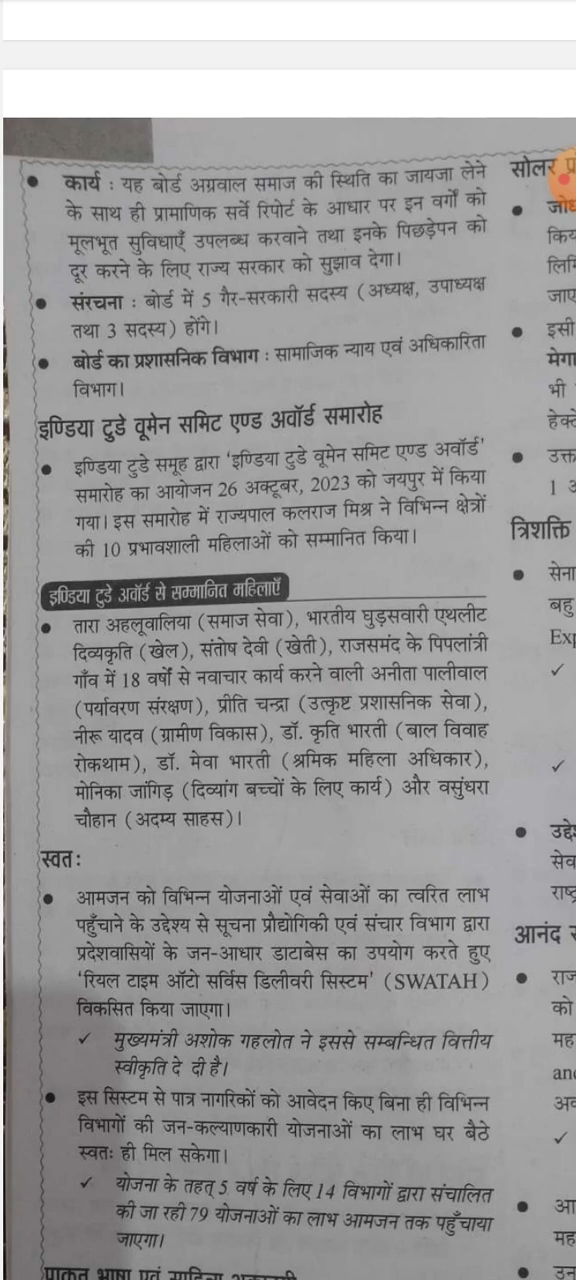 ● कार्य : यह बोर्ड अग्रवाल समाज की स्थिति का जायजा लेने
के साथ ही प्रामाणिक सर्वे रिपोर्ट के आधार पर इन वर्गों को
मूलभूत सुविधाएँ उपलब्ध करवाने तथा इनके पिछड़ेपन को
दूर करने के लिए राज्य सरकार को सुझाव देगा।
● संरचना : बोर्ड में 5 गैर-सरकारी सदस्य (अध्यक्ष, उपाध्यक्ष
तथा 3 सदस्य) होंगे।
● बोर्ड का प्रशासनिक विभाग : सामाजिक न्याय एवं अधिकारिता
विभाग।
इण्डिया टुडे वूमेन समिट एण्ड अवॉर्ड समारोह
● इण्डिया टुडे समूह द्वारा ‘इण्डिया टुडे वूमेन समिट एण्ड अवॉर्ड’
समारोह का आयोजन 26 अक्टूबर, 2023 को जयपुर में किया
गया। इस समारोह में राज्यपाल कलराज मिश्र ने विभिन्न क्षेत्रों
की 10 प्रभावशाली महिलाओं को सम्मानित किया।
इण्डिया टुडे अवॉर्ड से सम्मानित महिलाएँ
● तारा अहलूवालिया (समाज सेवा), भारतीय घुड़सवारी एथलीट
दिव्यकृति (खेल), संतोष देवी (खेती), राजसमंद के पिपलांत्री
गाँव में 18 वर्षों से नवाचार कार्य करने वाली अनीता पालीवाल
(पर्यावरण संरक्षण), प्रीति चन्द्रा (उत्कृष्ट प्रशासनिक सेवा),
नीरू यादव (ग्रामीण विकास), डॉ. कृति भारती (बाल विवाह
रोकथाम), डॉ. मेवा भारती (श्रमिक महिला अधिकार),
मोनिका जांगिड़ (दिव्यांग बच्चों के लिए कार्य) और वसुंधरा
चौहान (अदम्य साहस)।
स्वतः
● आमजन को विभिन्न योजनाओं एवं सेवाओं का त्वरित लाभ
पहुँचाने के उद्देश्य से सूचना प्रौद्योगिकी एवं संचार विभाग द्वारा
प्रदेशवासियों के जन-आधार डाटाबेस का उपयोग करते हुए
‘रियल टाइम ऑटो सर्विस डिलीवरी सिस्टम’ (SWATAH)
विकसित किया जाएगा।
✓ मुख्यमंत्री अशोक गहलोत ने इससे सम्बन्धित वित्तीय
स्वीकृति दे दी है।
● इस सिस्टम से पात्र नागरिकों को आवेदन किए बिना ही विभिन्न
विभागों की जन-कल्याणकारी योजनाओं का लाभ घर बैठे
स्वतः ही मिल सकेगा।
✓ योजना के तहत् 5 वर्ष के लिए 14 विभागों द्वारा संचालित
की जा रही 79 योजनाओं का लाभ आमजन तक पहुँचाया
जाएगा।
सोलर
● इसी
भी
● उक्त
1
त्रिशक्ति
● सेना
बहु
✓
✓
आनंद
को
मह
✓
● आ
मह